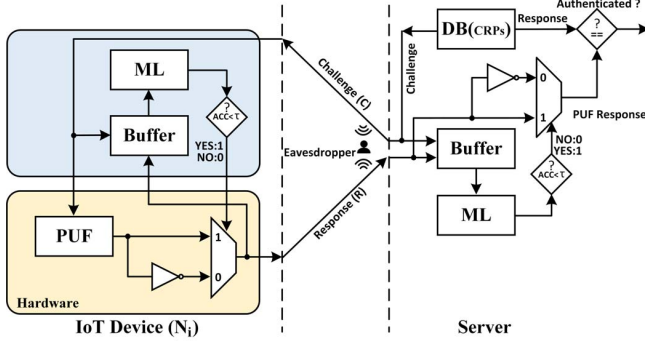 Authenticated ?
ML
?
ACC<τ
YES:1
NO:0
Buffer
PUF
1
0
Hardware
IoT Device (Nᵢ)
Challenge (C)
Eavesdropper
Response (R)
DB(CRPs)
Response
?
==
Challenge
0
1
PUF Response
Buffer
NO:0
YES:1
?
ACC<τ
ML
Server